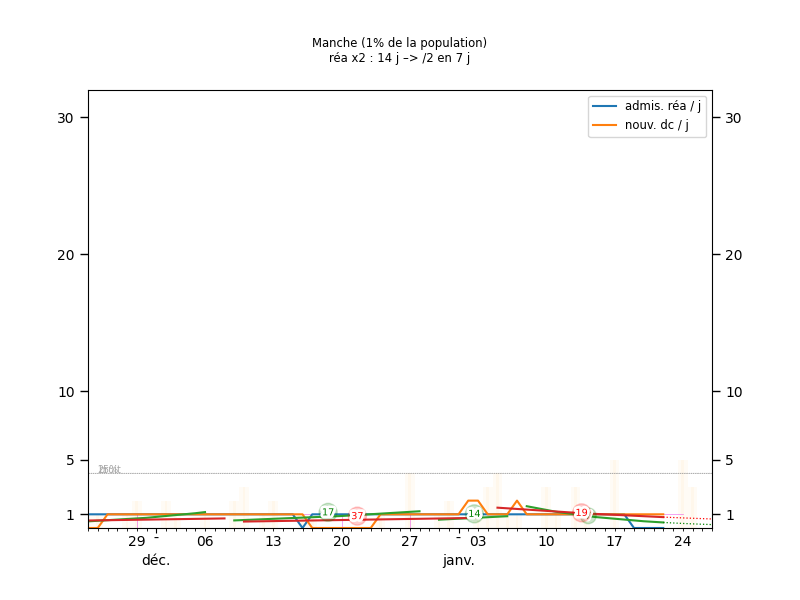 Manche (1% de la population)
réa x2 : 14 j –> /2 en 7 j
admis. réa / j
nouv. dc / j
30
30
20
20
10
10
5
5
17
37
14
19
1
1
29 - 06 13 20 27 - 03 10 17 24
déc. janv.